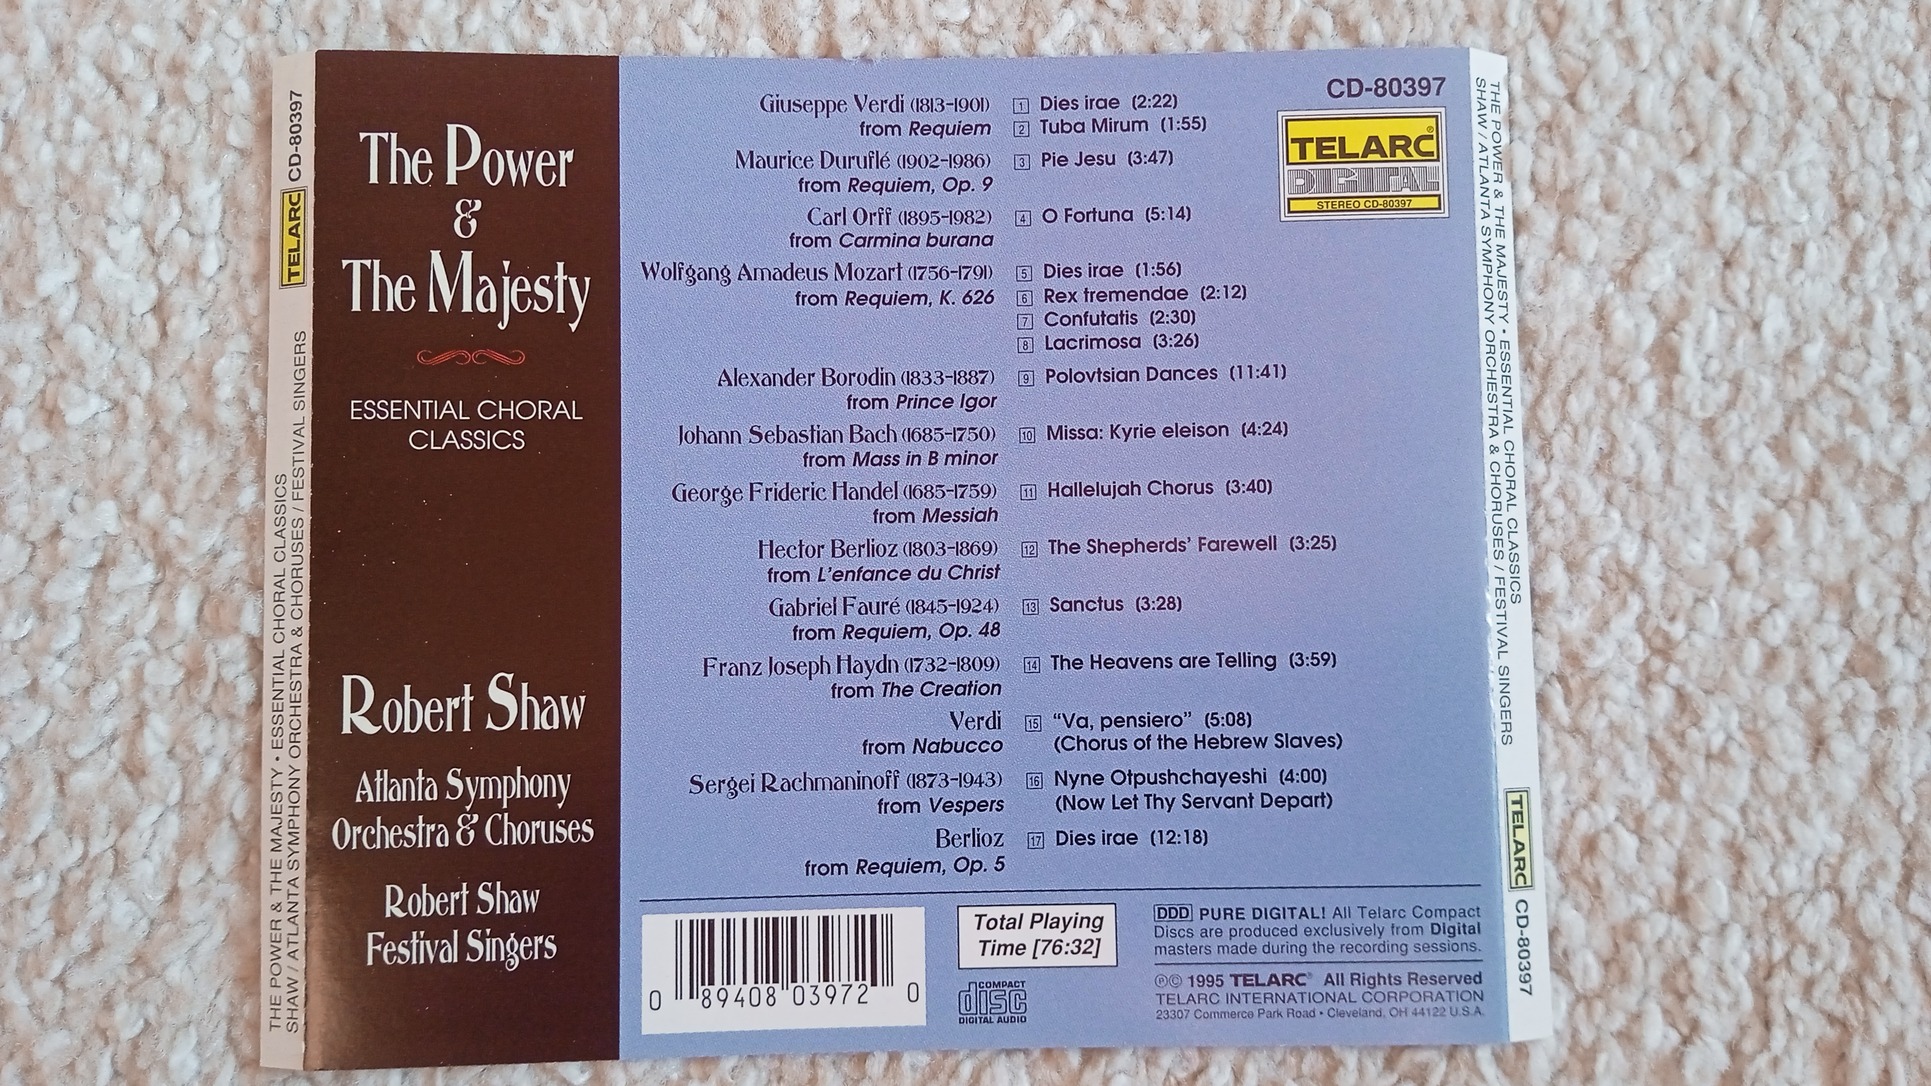 THE POWER & THE MAJESTY • ESSENTIAL CHORAL CLASSICS
SHAW / ATLANTA SYMPHONY ORCHESTRA & CHORUSES / FESTIVAL SINGERS
TELARC CD-80397
The Power
&
The Majesty
ESSENTIAL CHORAL
CLASSICS
Robert Shaw
Atlanta Symphony
Orchestra & Choruses
Robert Shaw
Festival Singers
CD-80397
TELARC®
DIGITAL
STEREO CD-80397
Giuseppe Verdi (1813-1901) 1 Dies irae (2:22)
from Requiem 2 Tuba Mirum (1:55)
Maurice Duruflé (1902-1986) 3 Pie Jesu (3:47)
from Requiem, Op. 9
Carl Orff (1895-1982) 4 O Fortuna (5:14)
from Carmina burana
Wolfgang Amadeus Mozart (1756-1791) 5 Dies irae (1:56)
from Requiem, K. 626 6 Rex tremendae (2:12)
7 Confutatis (2:30)
8 Lacrimosa (3:26)
Alexander Borodin (1833-1887) 9 Polovtsian Dances (11:41)
from Prince Igor
Johann Sebastian Bach (1685-1750) 10 Missa: Kyrie eleison (4:24)
from Mass in B minor
George Frideric Handel (1685-1759) 11 Hallelujah Chorus (3:40)
from Messiah
Hector Berlioz (1803-1869) 12 The Shepherds' Farewell (3:25)
from L'enfance du Christ
Gabriel Fauré (1845-1924) 13 Sanctus (3:28)
from Requiem, Op. 48
Franz Joseph Haydn (1732-1809) 14 The Heavens are Telling (3:59)
from The Creation
Verdi 15 "Va, pensiero" (5:08)
from Nabucco (Chorus of the Hebrew Slaves)
Sergei Rachmaninoff (1873-1943) 16 Nyne Otpushchayeshi (4:00)
from Vespers (Now Let Thy Servant Depart)
Berlioz 17 Dies irae (12:18)
from Requiem, Op. 5
0 89408 03972 0
Total Playing
Time [76:32]
COMPACT
disc
DIGITAL AUDIO
DDD PURE DIGITAL! All Telarc Compact
Discs are produced exclusively from Digital
masters made during the recording sessions.
℗© 1995 TELARC® All Rights Reserved
TELARC INTERNATIONAL CORPORATION
23307 Commerce Park Road • Cleveland, OH 44122 U.S.A.
THE POWER & THE MAJESTY • ESSENTIAL CHORAL CLASSICS
SHAW / ATLANTA SYMPHONY ORCHESTRA & CHORUSES / FESTIVAL SINGERS
TELARC CD-80397